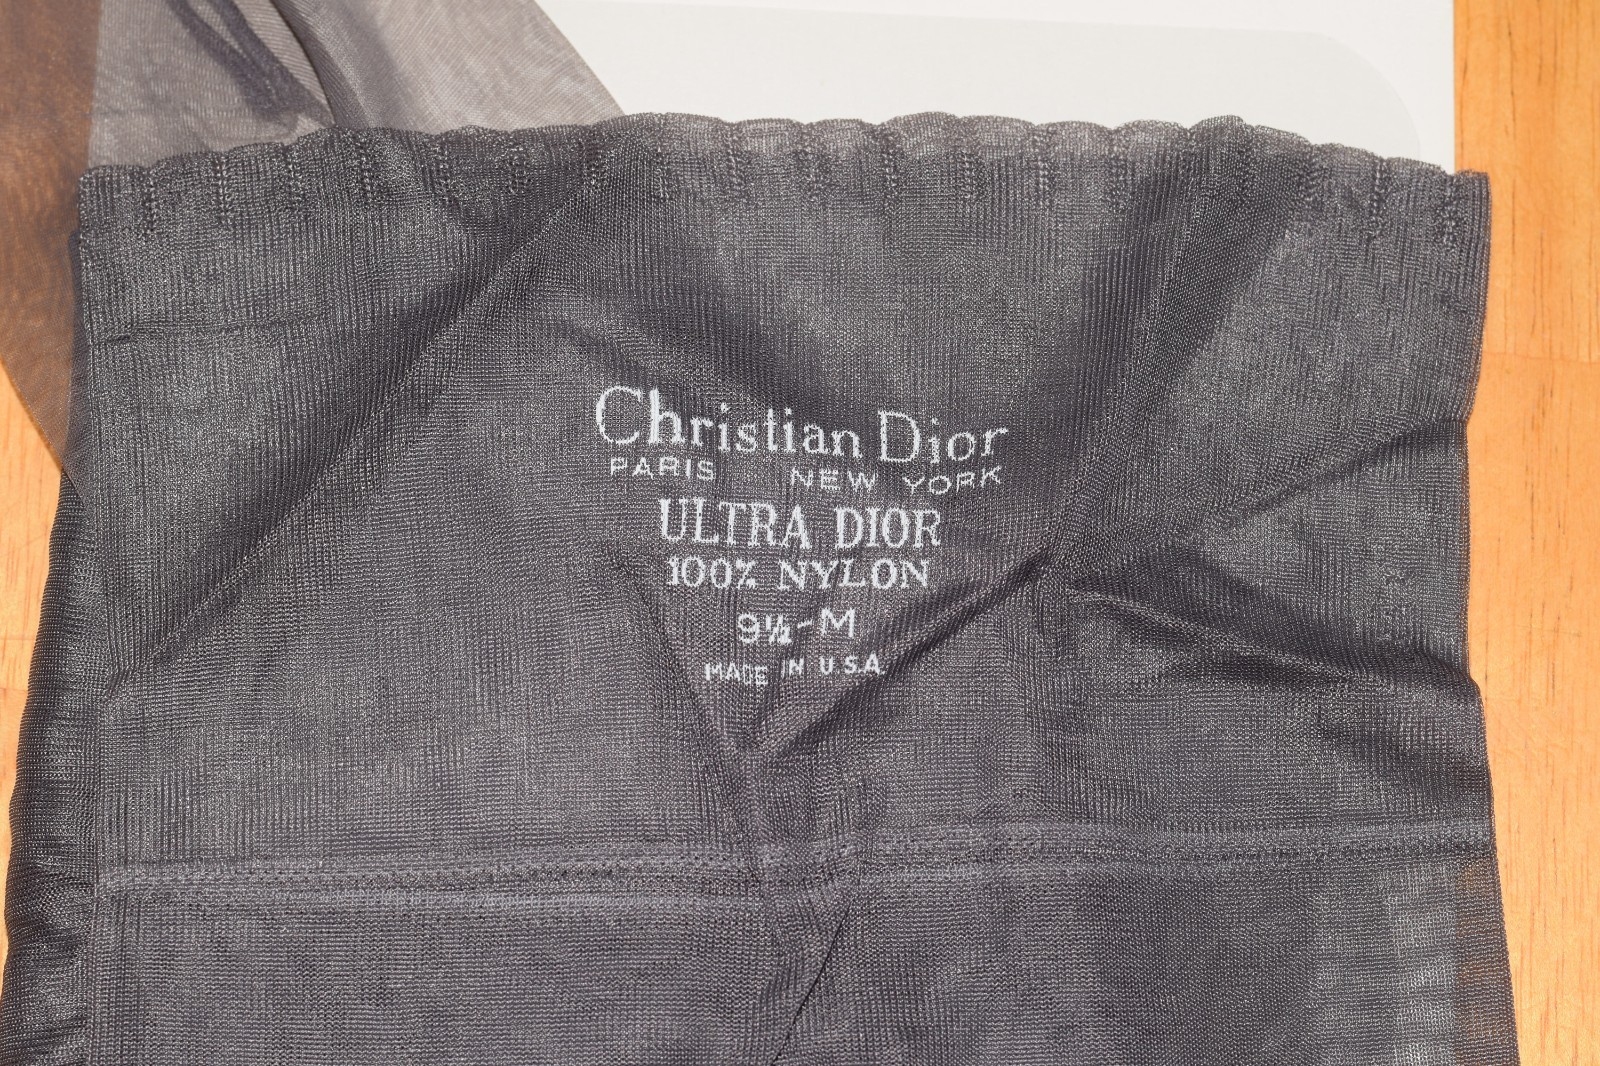 Christian Dior
PARIS NEW YORK
ULTRA DIOR
100% NYLON
9½-M
MADE IN U.S.A.